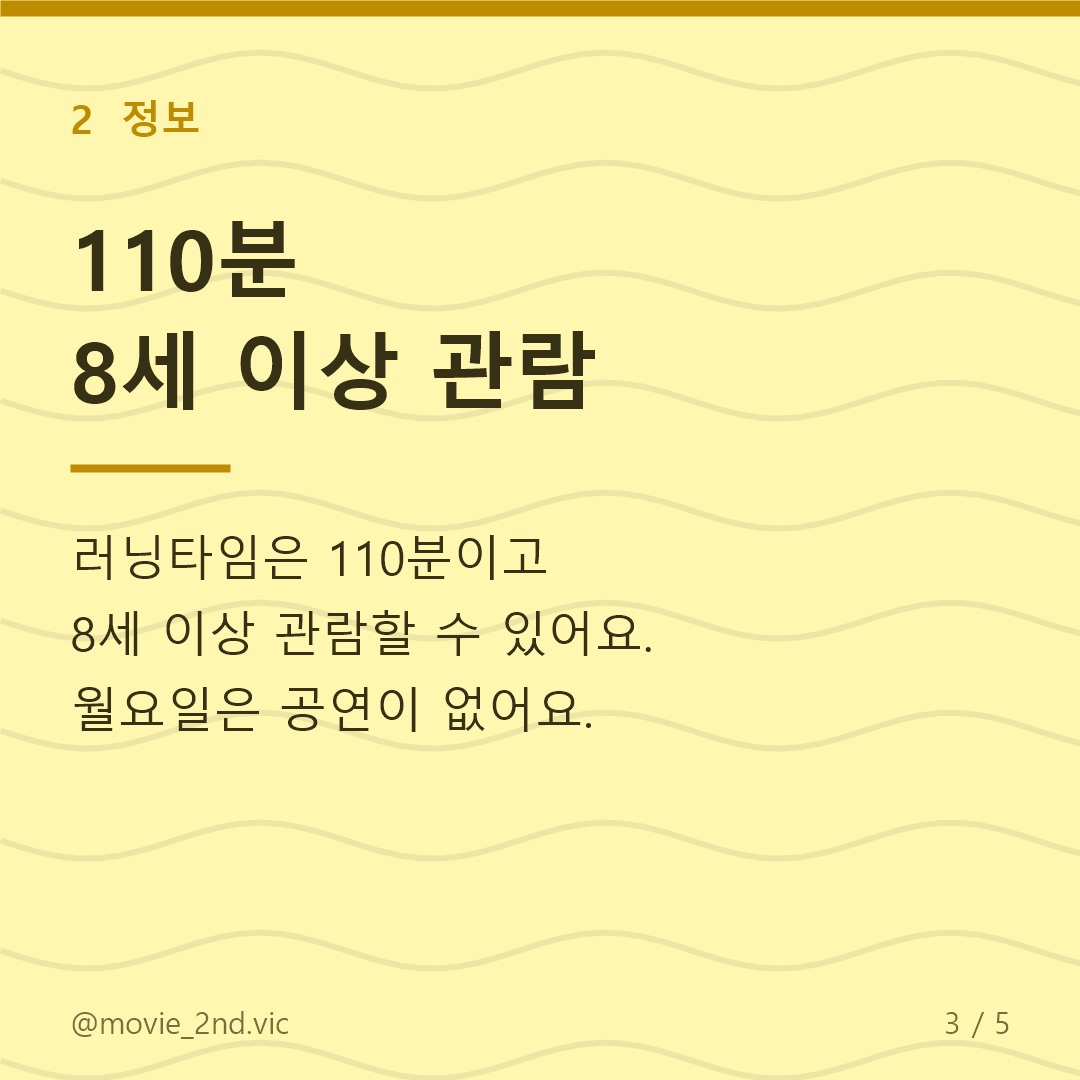 2 정보
110분
8세 이상 관람
러닝타임은 110분이고
8세 이상 관람할 수 있어요.
월요일은 공연이 없어요.
@movie_2nd.vic
3 / 5